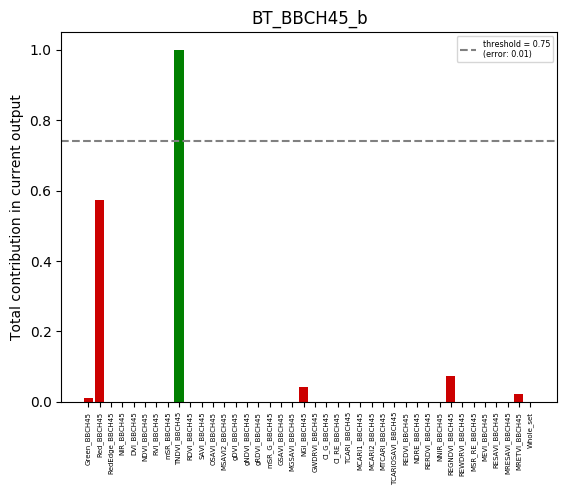 BT_BBCH45_b
threshold = 0.75
(error: 0.01)
Total contribution in current output
1.0
0.8
0.6
0.4
0.2
0.0
Green_BBCH45
Red_BBCH45
RedEdge_BBCH45
NIR_BBCH45
DVI_BBCH45
NDVI_BBCH45
RVI_BBCH45
mSR_BBCH45
TNDVI_BBCH45
RDVI_BBCH45
SAVI_BBCH45
OSAVI_BBCH45
MSAVI2_BBCH45
gDVI_BBCH45
gNDVI_BBCH45
gRDVI_BBCH45
mSR_G_BBCH45
GSAVI_BBCH45
MGSAVI_BBCH45
NGI_BBCH45
GWDRVI_BBCH45
CI_G_BBCH45
CI_RE_BBCH45
TCARI_BBCH45
MCARI1_BBCH45
MCARI2_BBCH45
MTCARI_BBCH45
TCARIOSAVI_BBCH45
REDVI_BBCH45
NDRE_BBCH45
RERDVI_BBCH45
NNIR_BBCH45
REGNDVI_BBCH45
REWDRVI_BBCH45
MSR_RE_BBCH45
MEVI_BBCH45
RESAVI_BBCH45
MRESAVI_BBCH45
MRETVI_BBCH45
Whole_set